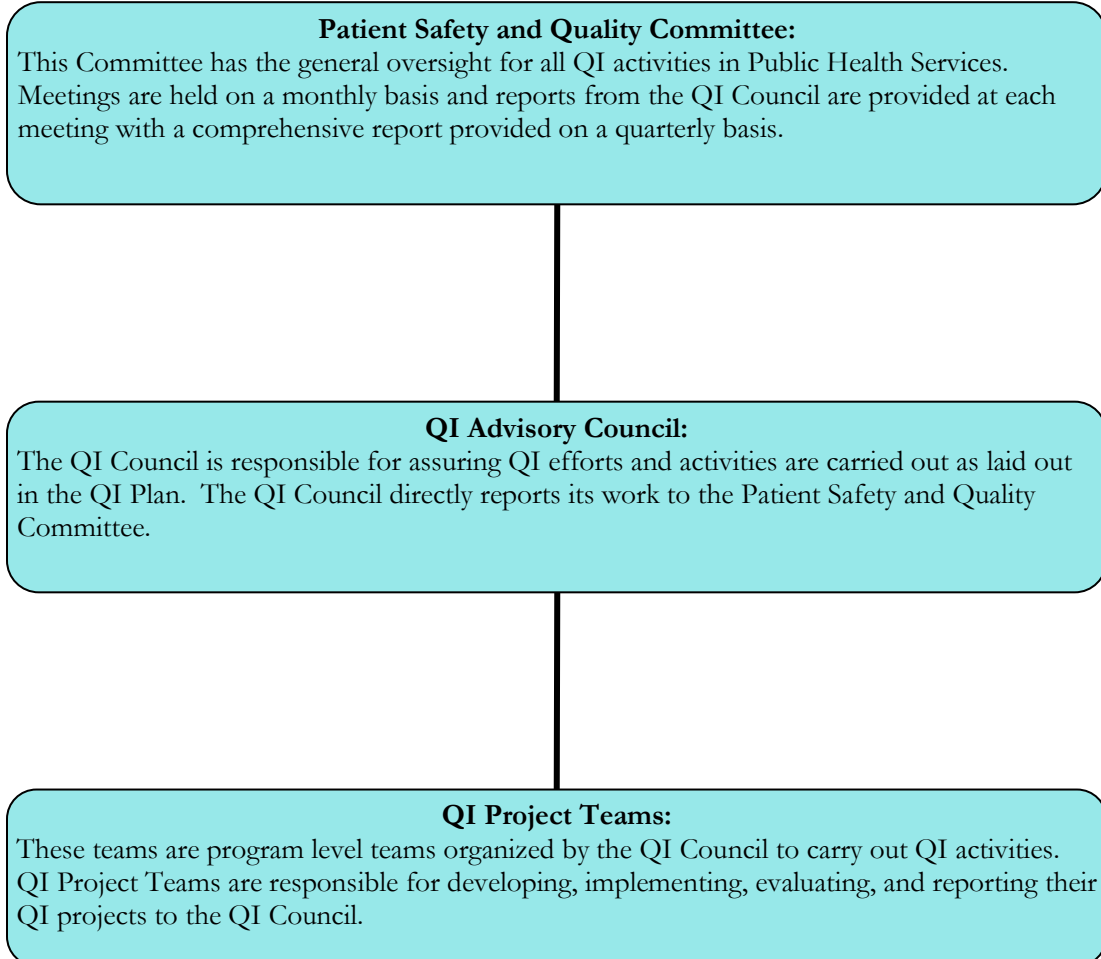 Patient Safety and Quality Committee:
This Committee has the general oversight for all QI activities in Public Health Services.
Meetings are held on a monthly basis and reports from the QI Council are provided at each
meeting with a comprehensive report provided on a quarterly basis.
QI Advisory Council:
The QI Council is responsible for assuring QI efforts and activities are carried out as laid out
in the QI Plan.  The QI Council directly reports its work to the Patient Safety and Quality
Committee.
QI Project Teams:
These teams are program level teams organized by the QI Council to carry out QI activities.
QI Project Teams are responsible for developing, implementing, evaluating, and reporting their
QI projects to the QI Council.